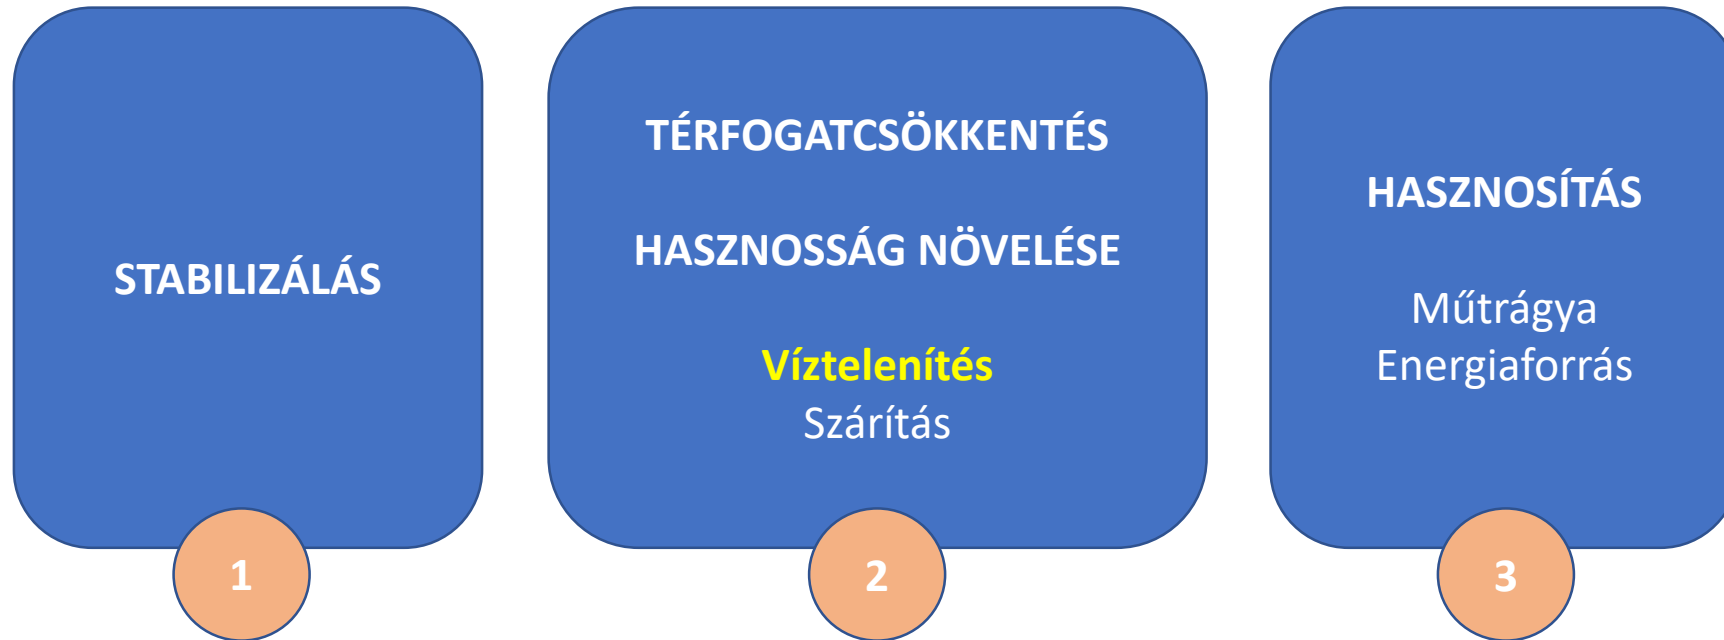 STABILIZÁLÁS
1
TÉRFOGATCSÖKKENTÉS
HASZNOSSÁG NÖVELÉSE
Víztelenítés
Szárítás
2
HASZNOSÍTÁS
Műtrágya
Energiaforrás
3